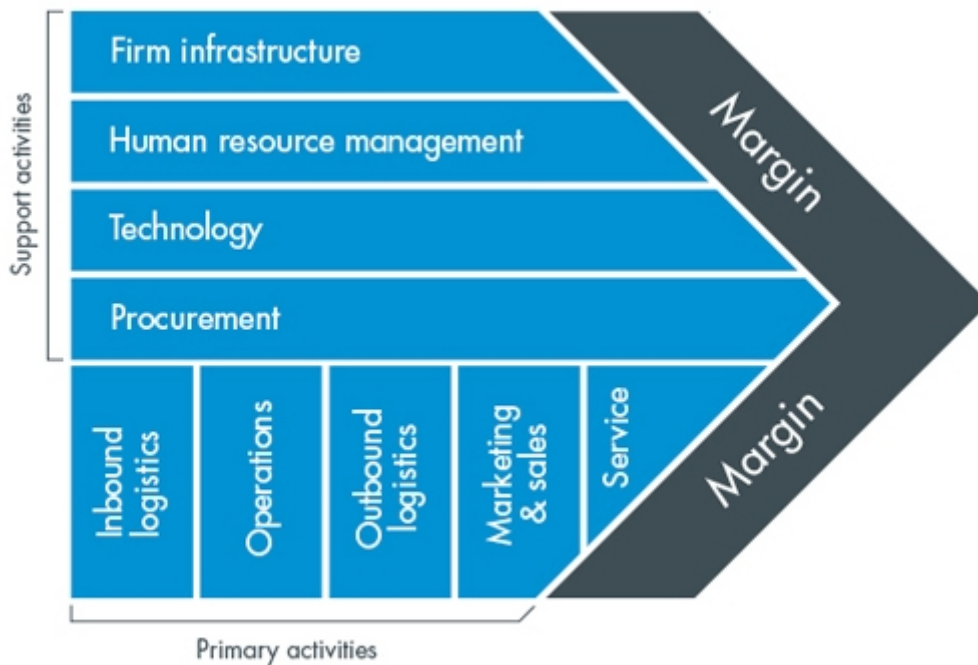 Support activities
Firm infrastructure
Human resource management
Technology
Procurement
Inbound
logistics
Operations
Outbound
logistics
Marketing
& sales
Service
Margin
Margin
Primary activities